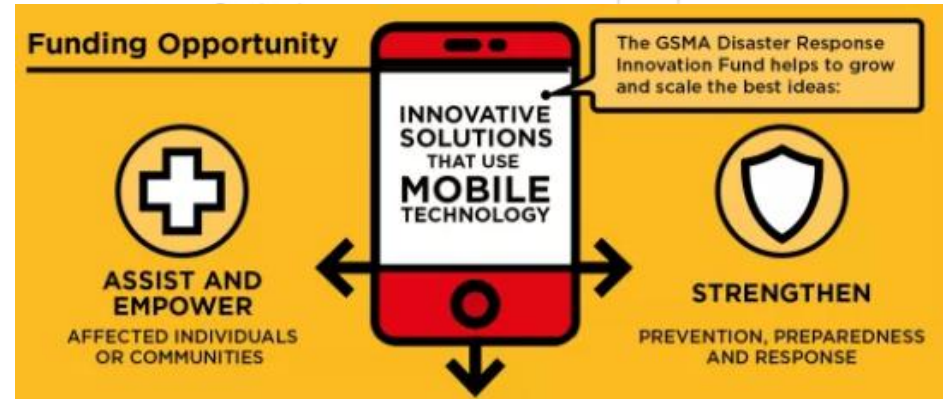 Funding Opportunity
The GSMA Disaster Response
Innovation Fund helps to grow
and scale the best ideas:
INNOVATIVE
SOLUTIONS
THAT USE
MOBILE
TECHNOLOGY
ASSIST AND
EMPOWER
AFFECTED INDIVIDUALS
OR COMMUNITIES
STRENGTHEN
PREVENTION, PREPAREDNESS
AND RESPONSE